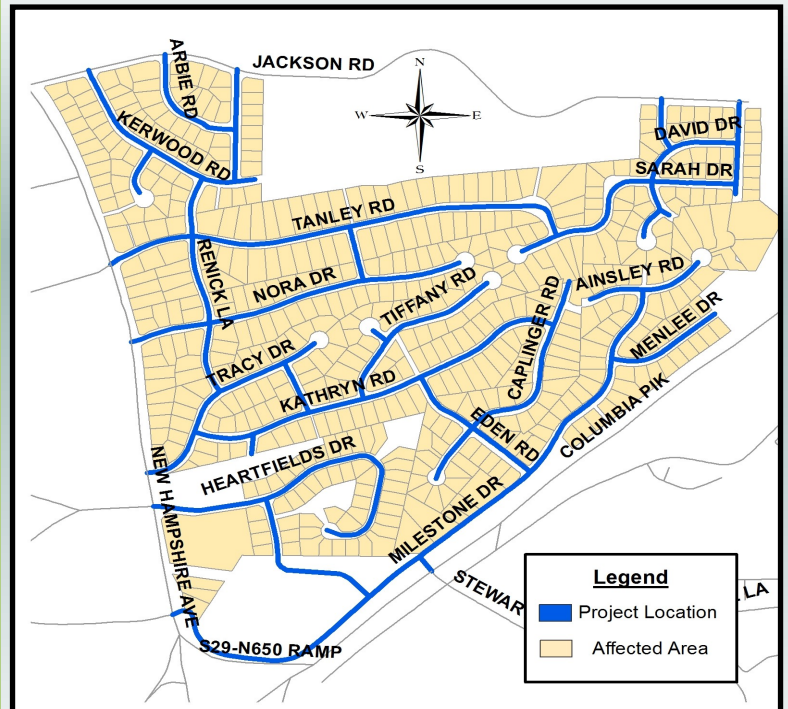 JACKSON RD
ARBIE RD
N
W
E
S
KERWOOD RD
DAVID DR
SARAH DR
TANLEY RD
RENICK LA
NORA DR
TIFFANY RD
AINSLEY RD
CAPLINGER RD
MENLEE DR
TRACY DR
KATHRYN RD
COLUMBIA PIK
EDEN RD
HEARTFIELDS DR
NEW HAMPSHIRE AVE
MILESTONE DR
STEWAR
LA
S29-N650 RAMP
Legend
Project Location
Affected Area